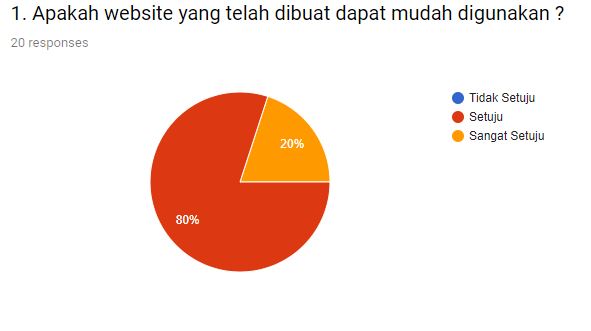 1. Apakah website yang telah dibuat dapat mudah digunakan ?
20 responses
Tidak Setuju
Setuju
Sangat Setuju
20%
80%